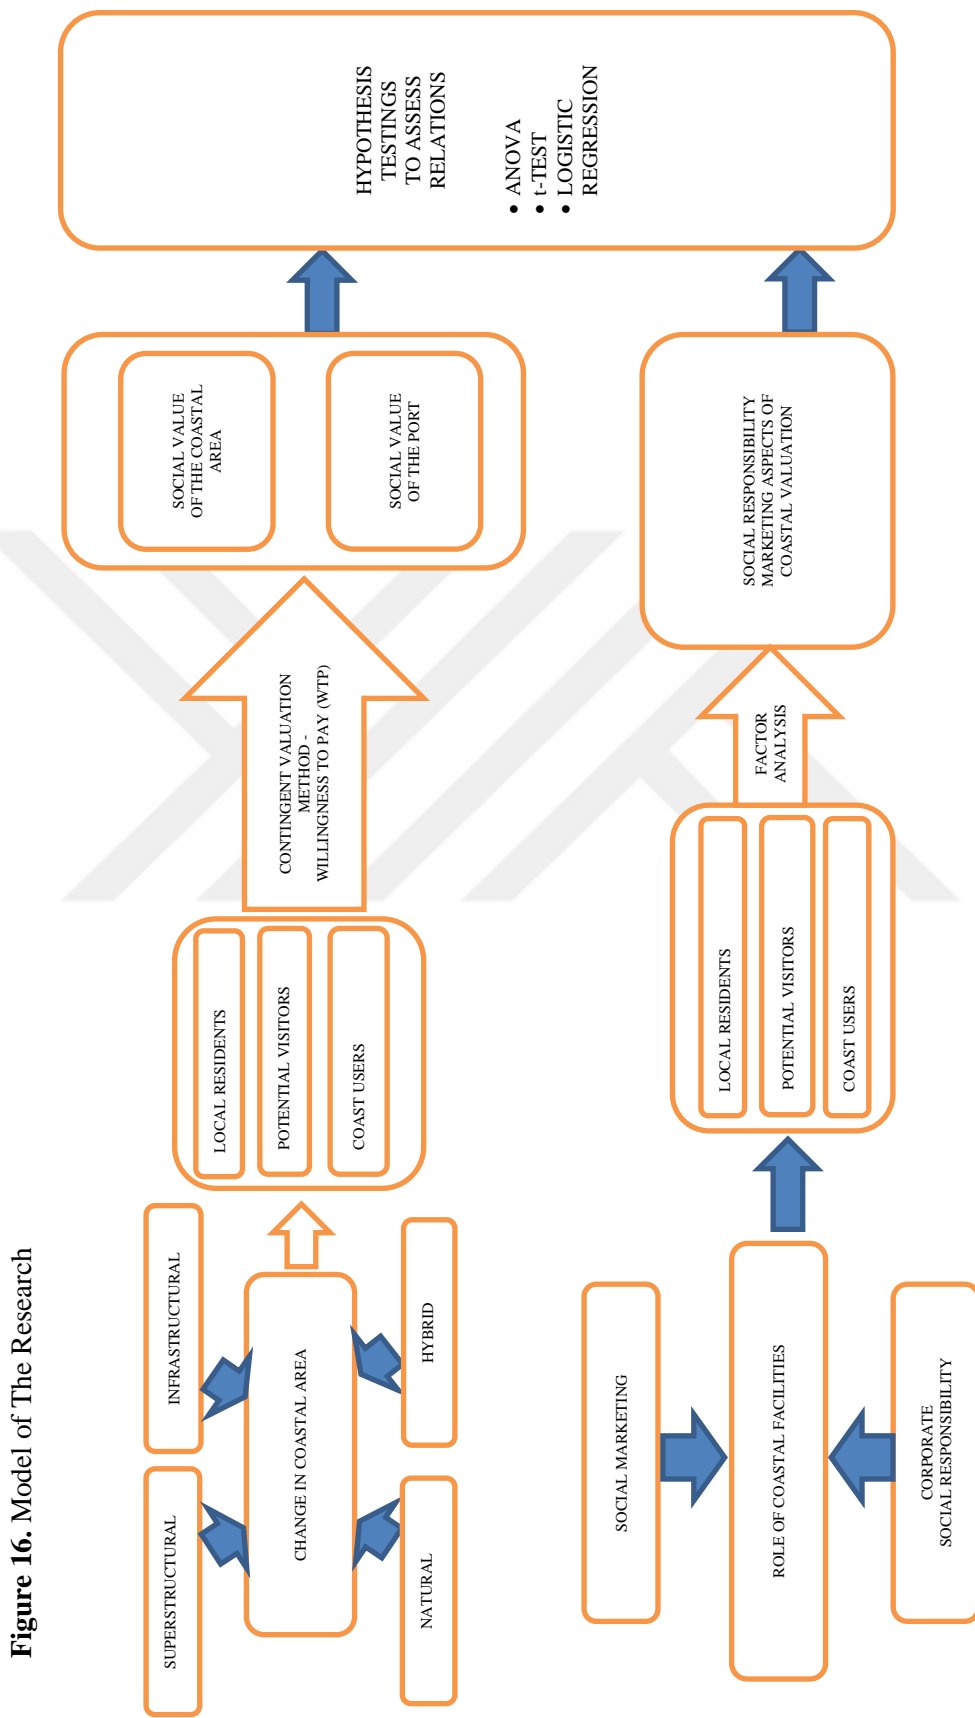 Figure 16. Model of The Research
SUPERSTRUCTURAL
INFRASTRUCTURAL
CHANGE IN COASTAL AREA
NATURAL
HYBRID
LOCAL RESIDENTS
POTENTIAL VISITORS
COAST USERS
CONTINGENT VALUATION
METHOD -
WILLINGNESS TO PAY (WTP)
SOCIAL VALUE
OF THE COASTAL
AREA
SOCIAL VALUE
OF THE PORT
SOCIAL MARKETING
ROLE OF COASTAL FACILITIES
CORPORATE
SOCIAL RESPONSIBILITY
LOCAL RESIDENTS
POTENTIAL VISITORS
COAST USERS
FACTOR
ANALYSIS
SOCIAL RESPONSIBILITY
MARKETING ASPECTS OF
COASTAL VALUATION
HYPOTHESIS
TESTINGS
TO ASSESS
RELATIONS
• ANOVA
• t-TEST
• LOGISTIC
REGRESSION